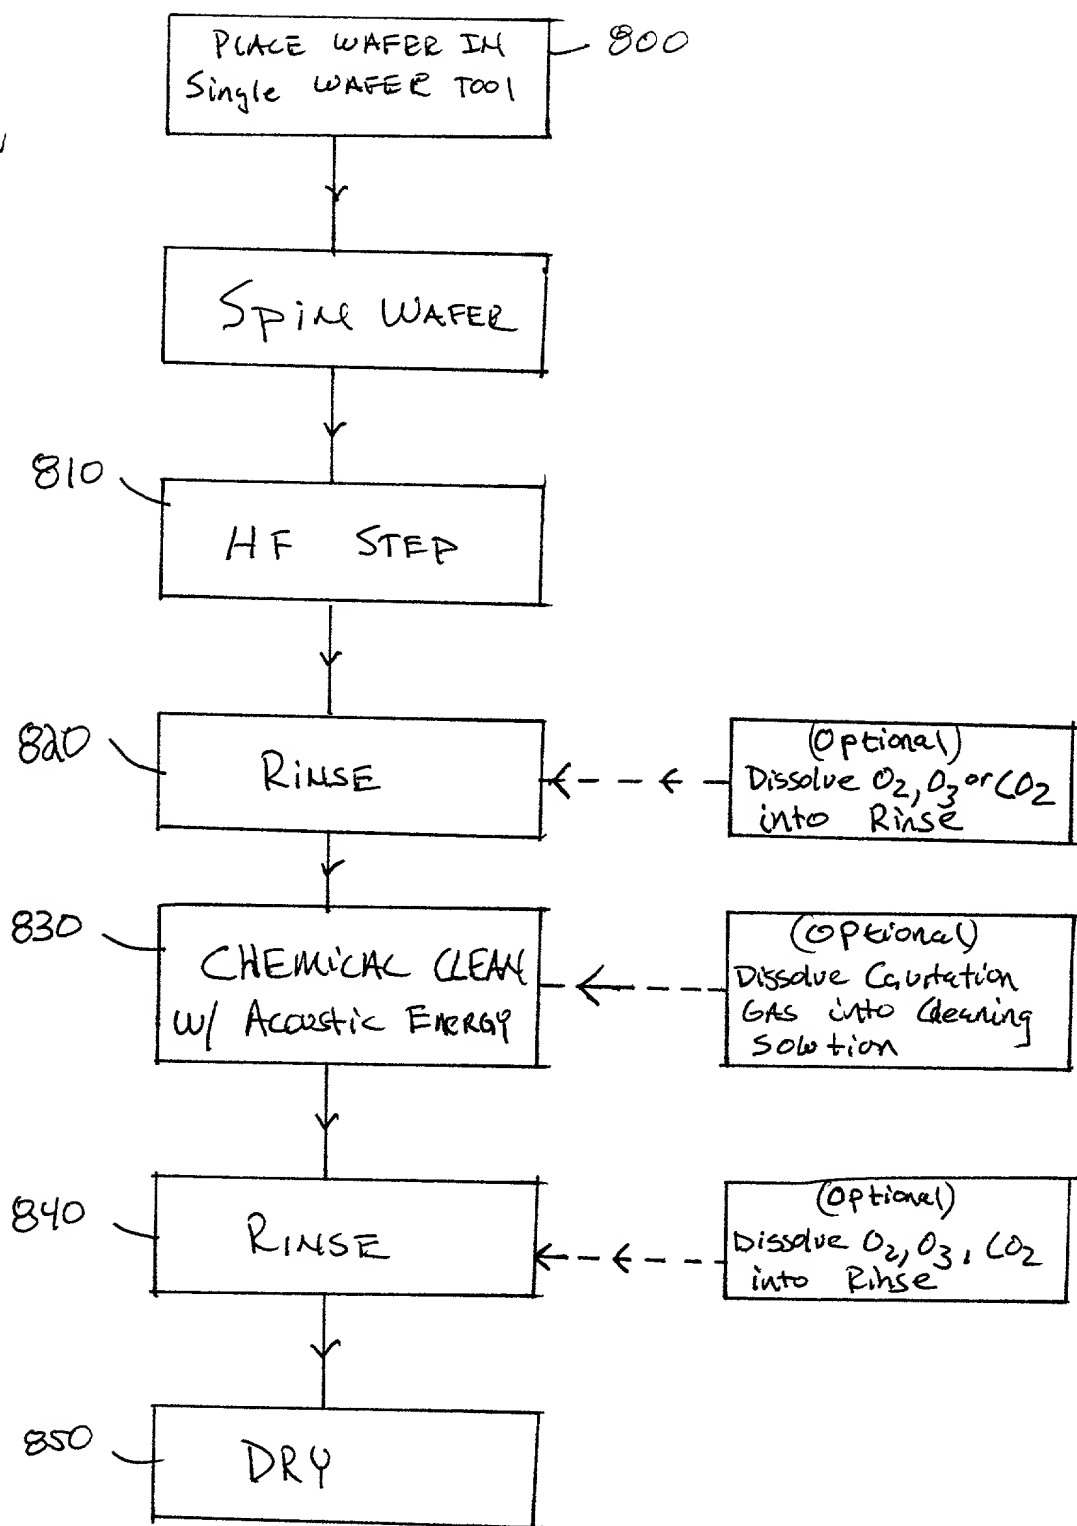 PLACE WAFER IN
Single WAFER TOOl
800
Spin WAFER
810
HF STEP
820
RINSE
(Optional)
Dissolve O2, O3 or CO2
into Rinse
830
CHEMICAL CLEAN
W/ Acoustic ENERGY
(Optional)
Dissolve Cavitation
GAS into Cleaning
Solution
840
RINSE
(Optional)
Dissolve O2, O3, CO2
into Rinse
850
DRY